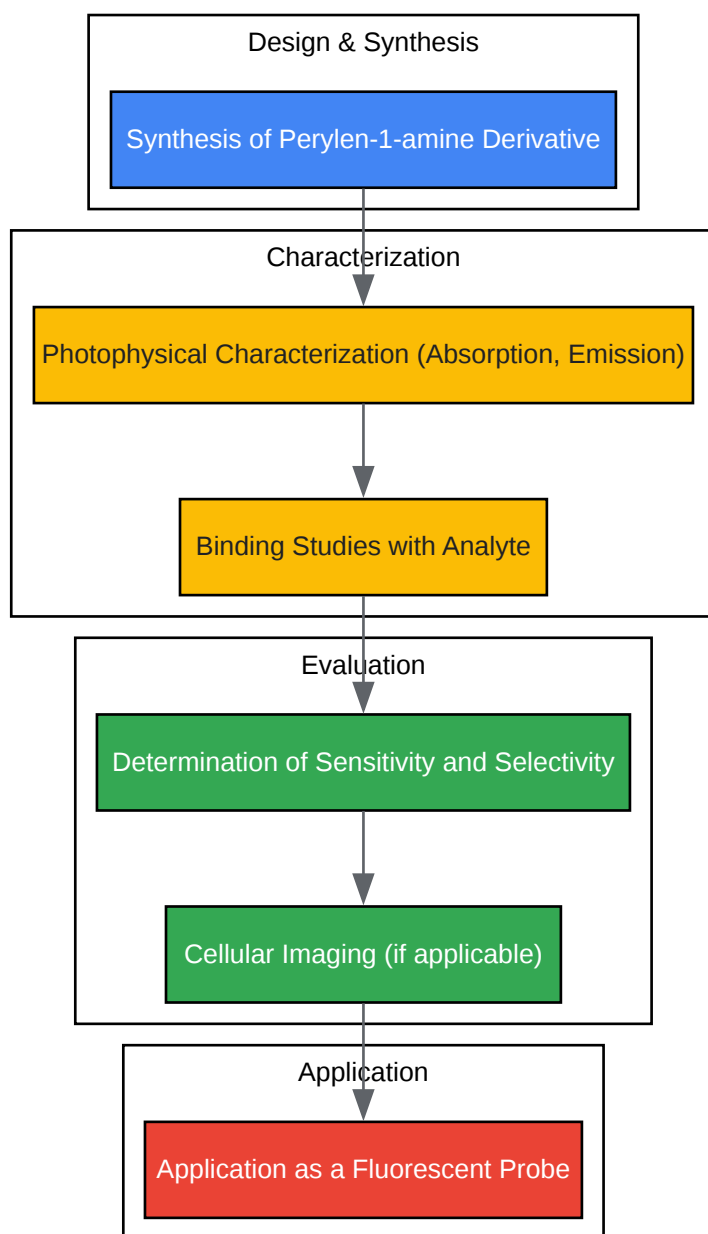 Design & Synthesis
Synthesis of Perylen-1-amine Derivative
Characterization
Photophysical Characterization (Absorption, Emission)
Binding Studies with Analyte
Evaluation
Determination of Sensitivity and Selectivity
Cellular Imaging (if applicable)
Application
Application as a Fluorescent Probe